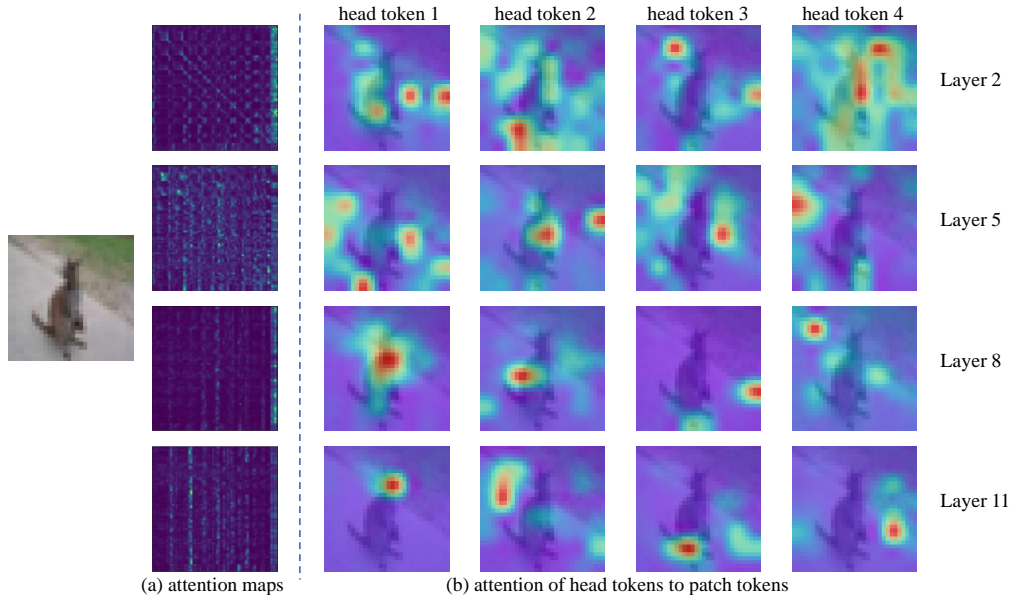 head token 1
head token 2
head token 3
head token 4
Layer 2
Layer 5
Layer 8
Layer 11
(a) attention maps
(b) attention of head tokens to patch tokens